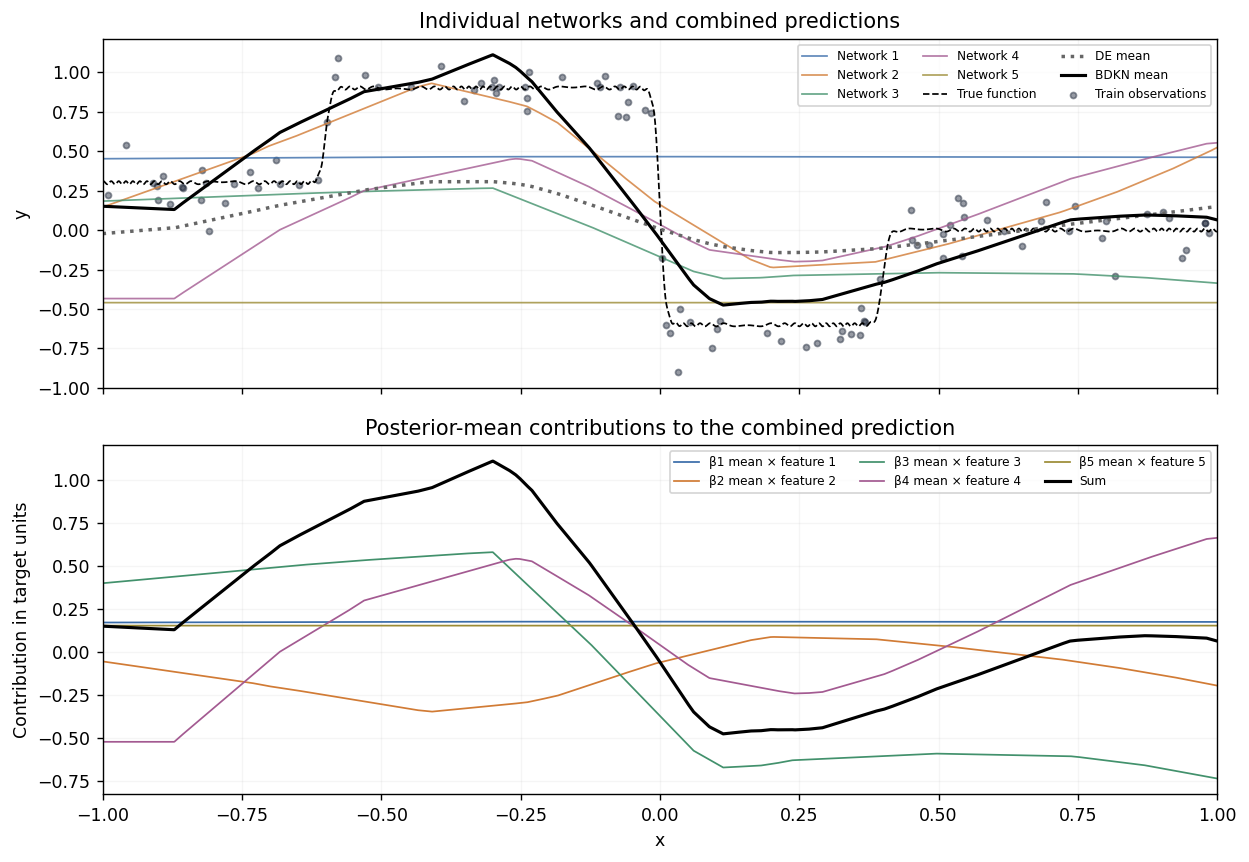 Individual networks and combined predictions
1.00
0.75
0.50
0.25
0.00
−0.25
−0.50
−0.75
−1.00
y
Network 1
Network 2
Network 3
Network 4
Network 5
True function
DE mean
BDKN mean
Train observations
Posterior-mean contributions to the combined prediction
1.00
0.75
0.50
0.25
0.00
−0.25
−0.50
−0.75
Contribution in target units
β1 mean × feature 1
β2 mean × feature 2
β3 mean × feature 3
β4 mean × feature 4
β5 mean × feature 5
Sum
−1.00 −0.75 −0.50 −0.25 0.00 0.25 0.50 0.75 1.00
x